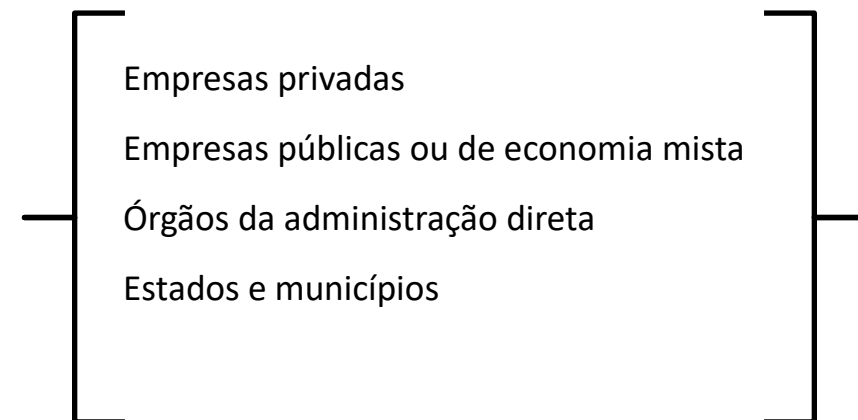 Empresas privadas
Empresas públicas ou de economia mista
Órgãos da administração direta
Estados e municípios